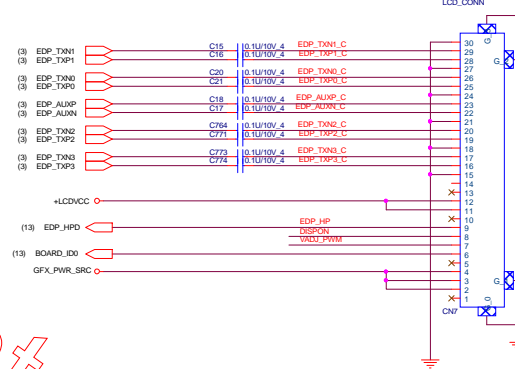 LCD_CONN
30 G_
(3) EDP_TXN1 C15 0.1U/10V_4 EDP_TXN1_C 29
(3) EDP_TXP1 C16 0.1U/10V_4 EDP_TXP1_C 28 G_
27
(3) EDP_TXN0 C20 0.1U/10V_4 EDP_TXN0_C 26
(3) EDP_TXP0 C21 0.1U/10V_4 EDP_TXP0_C 25
24
(3) EDP_AUXP C18 0.1U/10V_4 EDP_AUXP_C 23
(3) EDP_AUXN C17 0.1U/10V_4 EDP_AUXN_C 22
21
(3) EDP_TXN2 C764 0.1U/10V_4 EDP_TXN2_C 20
(3) EDP_TXP2 C771 0.1U/10V_4 EDP_TXP2_C 19
18
(3) EDP_TXN3 C773 0.1U/10V_4 EDP_TXN3_C 17
(3) EDP_TXP3 C774 0.1U/10V_4 EDP_TXP3_C 16
15
14
13
+LCDVCC 12
11
10
(13) EDP_HPD EDP_HP 9
DISPON 8
VADJ_PWM 7
(13) BOARD_ID0 6
5
GFX_PWR_SRC 4
3 G_
2
1 G_0
CN7